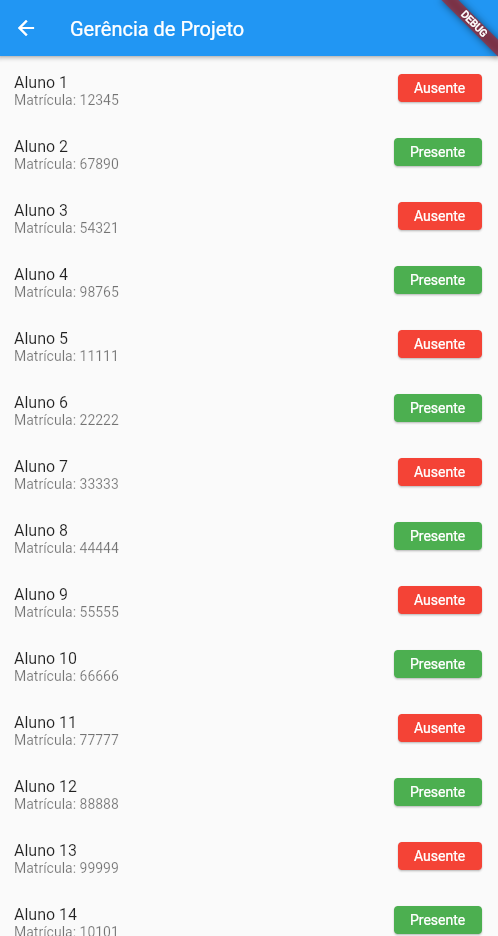 Gerência de Projeto
DEBUG
Aluno 1
Matrícula: 12345
Ausente
Aluno 2
Matrícula: 67890
Presente
Aluno 3
Matrícula: 54321
Ausente
Aluno 4
Matrícula: 98765
Presente
Aluno 5
Matrícula: 11111
Ausente
Aluno 6
Matrícula: 22222
Presente
Aluno 7
Matrícula: 33333
Ausente
Aluno 8
Matrícula: 44444
Presente
Aluno 9
Matrícula: 55555
Ausente
Aluno 10
Matrícula: 66666
Presente
Aluno 11
Matrícula: 77777
Ausente
Aluno 12
Matrícula: 88888
Presente
Aluno 13
Matrícula: 99999
Ausente
Aluno 14
Matrícula: 10101
Presente